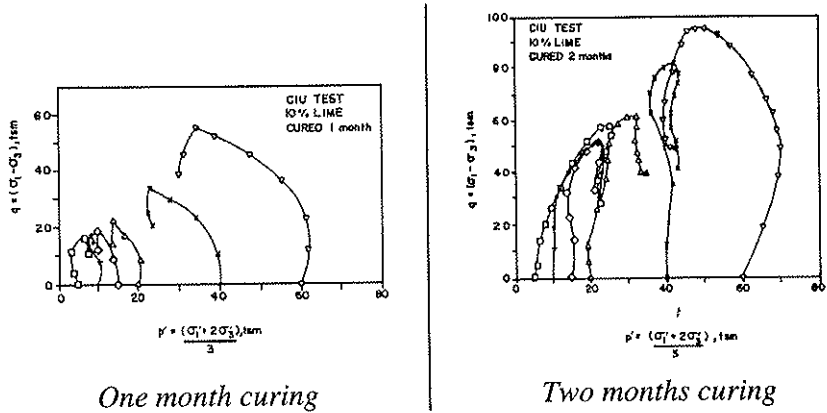 CIU TEST
10% LIME
CURED 1 month
60
40
20
0
q = (σ₁-σ₃), tsm
0 20 40 60 80
p' = (σ₁'+2σ₃'), tsm
3
One month curing
CIU TEST
10% LIME
CURED 2 months
100
80
60
40
20
0
q = (σ₁-σ₃), tsm
0 20 40 60 80
p' = (σ₁'+2σ₃'), tsm
3
Two months curing